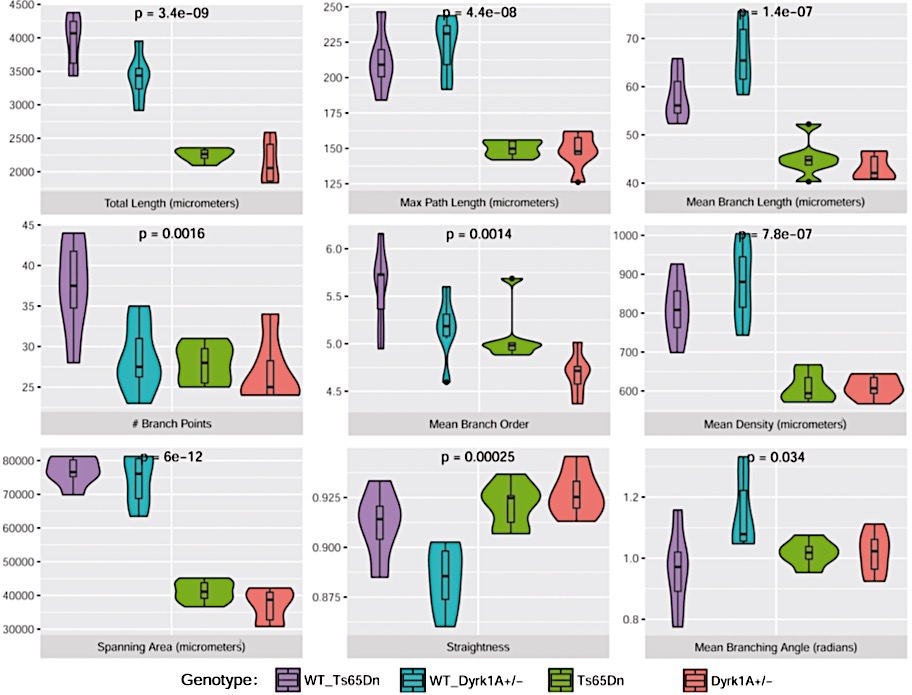 p = 3.4e-09
4500
4000
3500
3000
2500
2000
Total Length (micrometers)
p = 4.4e-08
250
225
200
175
150
125
Max Path Length (micrometers)
p = 1.4e-07
70
60
50
40
Mean Branch Length (micrometers)
p = 0.0016
45
40
35
30
25
# Branch Points
p = 0.0014
6.0
5.5
5.0
4.5
Mean Branch Order
p = 7.8e-07
1000
900
800
700
600
Mean Density (micrometers)
p = 6e-12
80000
70000
60000
50000
40000
30000
Spanning Area (micrometers)
p = 0.00025
0.925
0.900
0.875
Straightness
p = 0.034
1.2
1.0
0.8
Mean Branching Angle (radians)
Genotype: WT_Ts65Dn WT_Dyrk1A+/− Ts65Dn Dyrk1A+/−